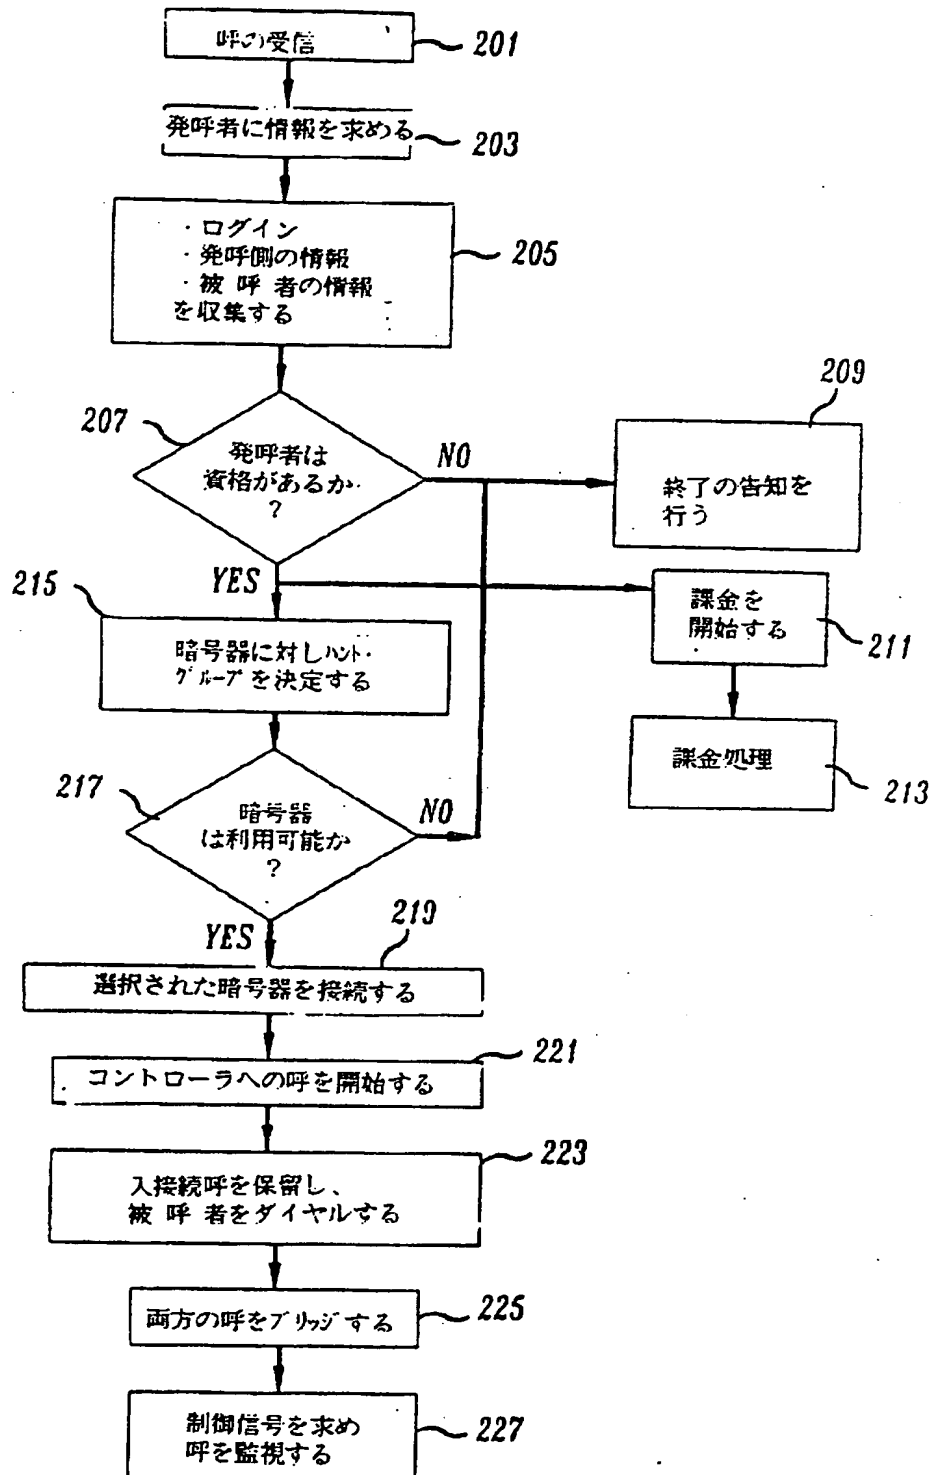 呼の受信
201
発呼者に情報を求める
203
・ログイン
・発呼側の情報
・被呼者の情報
を収集する
205
207
発呼者は
資格があるか
?
NO
209
終了の告知を
行う
YES
215
暗号器に対しハント・
グループを決定する
課金を
開始する
211
課金処理
213
217
暗号器
は利用可能か
?
NO
YES
219
選択された暗号器を接続する
221
コントローラへの呼を開始する
223
入接続呼を保留し、
被呼者をダイヤルする
両方の呼をブリッジする
225
制御信号を求め
呼を監視する
227